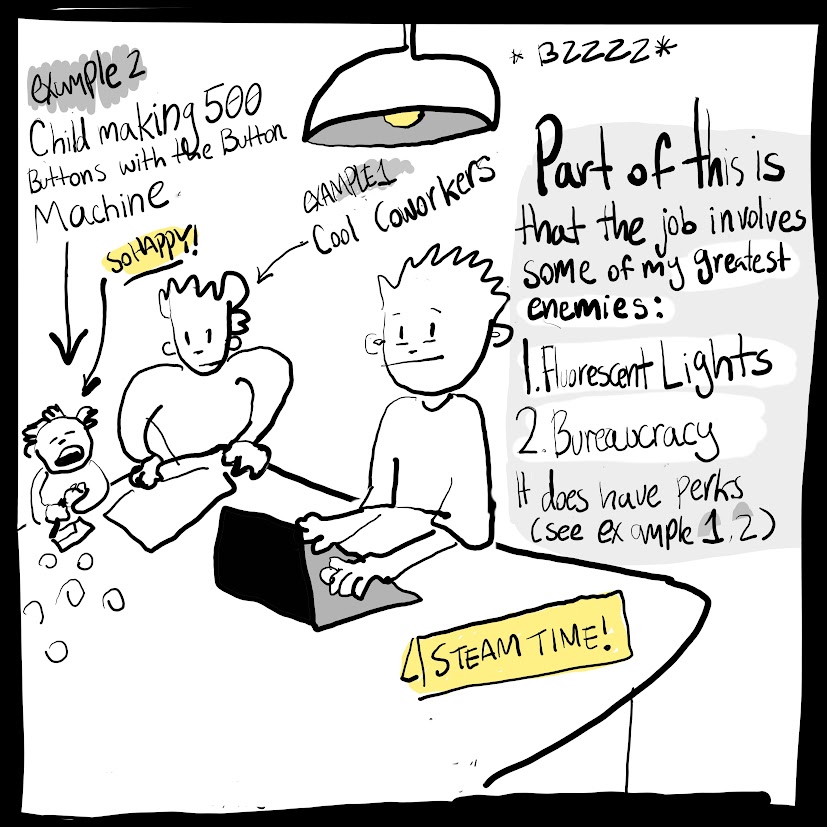 example 2
Child making 500
Buttons with the Button
Machine
SO HAPPY!
EXAMPLE 1
Cool Coworkers
* BZZZZ *
Part of this is
that the job involves
some of my greatest
enemies:
1. Fluorescent Lights
2. Bureaucracy
It does have perks
(see example 1, 2)
STEAM TIME!